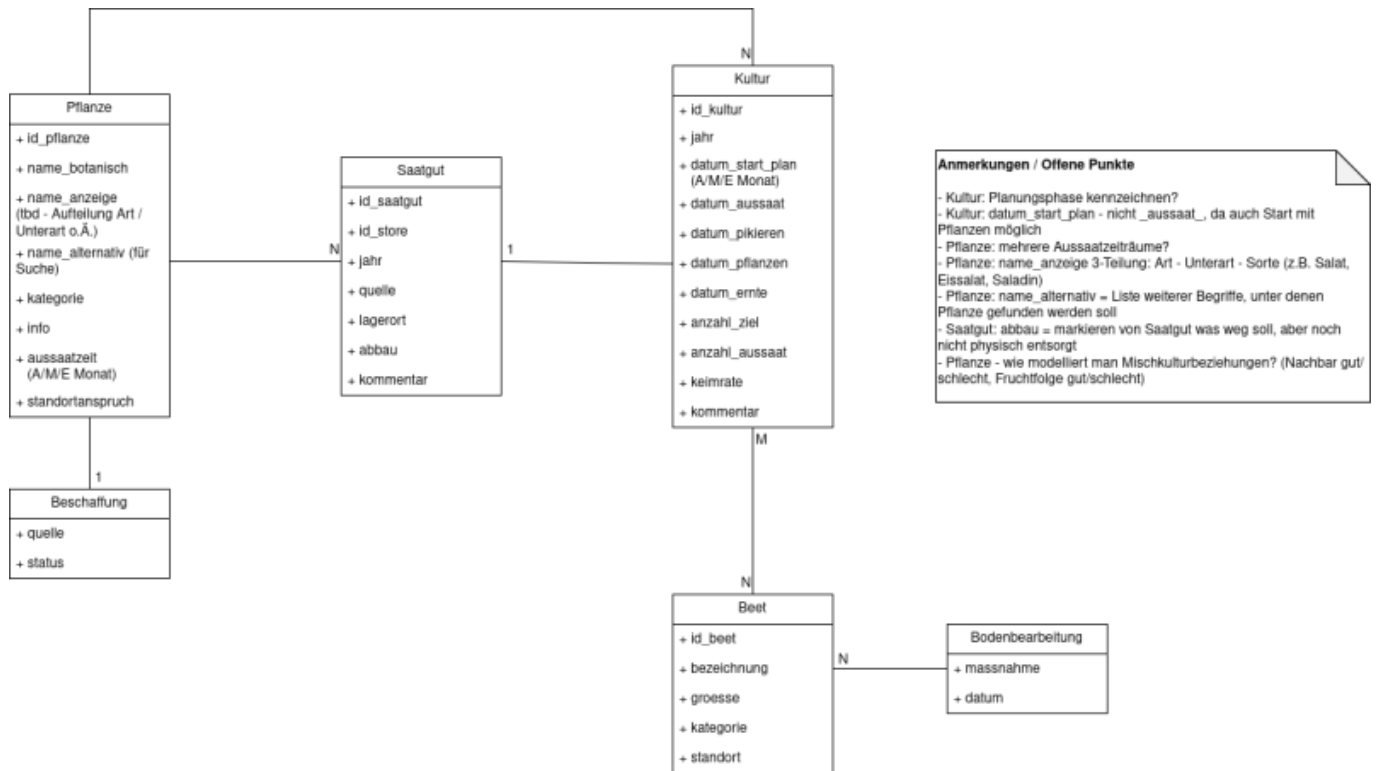 N
Kultur
+ id_kultur
+ jahr
+ datum_start_plan
(A/M/E Monat)
+ datum_aussaat
+ datum_pikieren
+ datum_pflanzen
+ datum_ernte
+ anzahl_ziel
+ anzahl_aussaat
+ keimrate
+ kommentar
M
Pflanze
+ id_pflanze
+ name_botanisch
+ name_anzeige
(tbd - Aufteilung Art /
Unterart o.Ä.)
+ name_alternativ (für
Suche)
+ kategorie
+ info
+ aussaatzeit
(A/M/E Monat)
+ standortanspruch
1
Beschaffung
+ quelle
+ status
Saatgut
+ id_saatgut
+ id_store
+ jahr
+ quelle
+ lagerort
+ abbau
+ kommentar
N
1
Anmerkungen / Offene Punkte
- Kultur: Planungsphase kennzeichnen?
- Kultur: datum_start_plan - nicht _aussaat_, da auch Start mit
Pflanzen möglich
- Pflanze: mehrere Aussaatzeiträume?
- Pflanze: name_anzeige 3-Teilung: Art - Unterart - Sorte (z.B. Salat,
Eissalat, Saladin)
- Pflanze: name_alternativ = Liste weiterer Begriffe, unter denen
Pflanze gefunden werden soll
- Saatgut: abbau = markieren von Saatgut was weg soll, aber noch
nicht physisch entsorgt
- Pflanze - wie modelliert man Mischkulturbeziehungen? (Nachbar gut/
schlecht, Fruchtfolge gut/schlecht)
N
Beet
+ id_beet
+ bezeichnung
+ groesse
+ kategorie
+ standort
N
Bodenbearbeitung
+ massnahme
+ datum